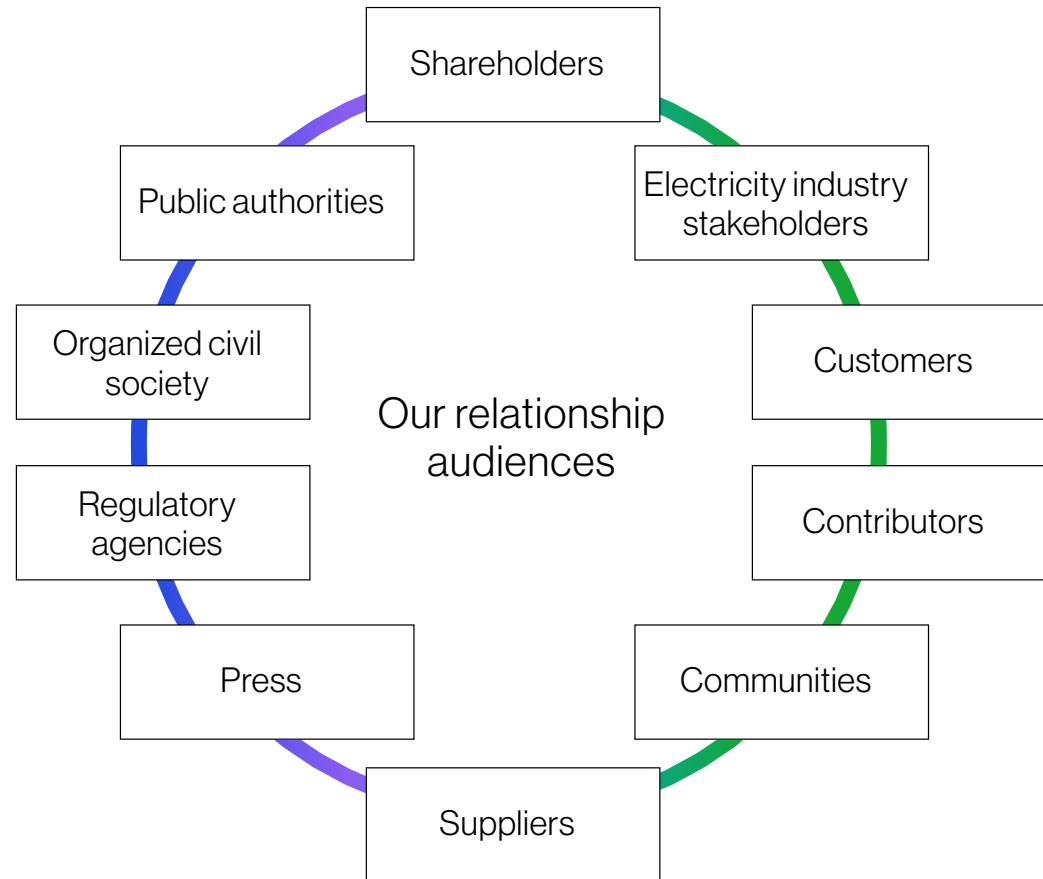 Shareholders
Public authorities
Electricity industry
stakeholders
Organized civil
society
Customers
Our relationship
audiences
Regulatory
agencies
Contributors
Press
Communities
Suppliers